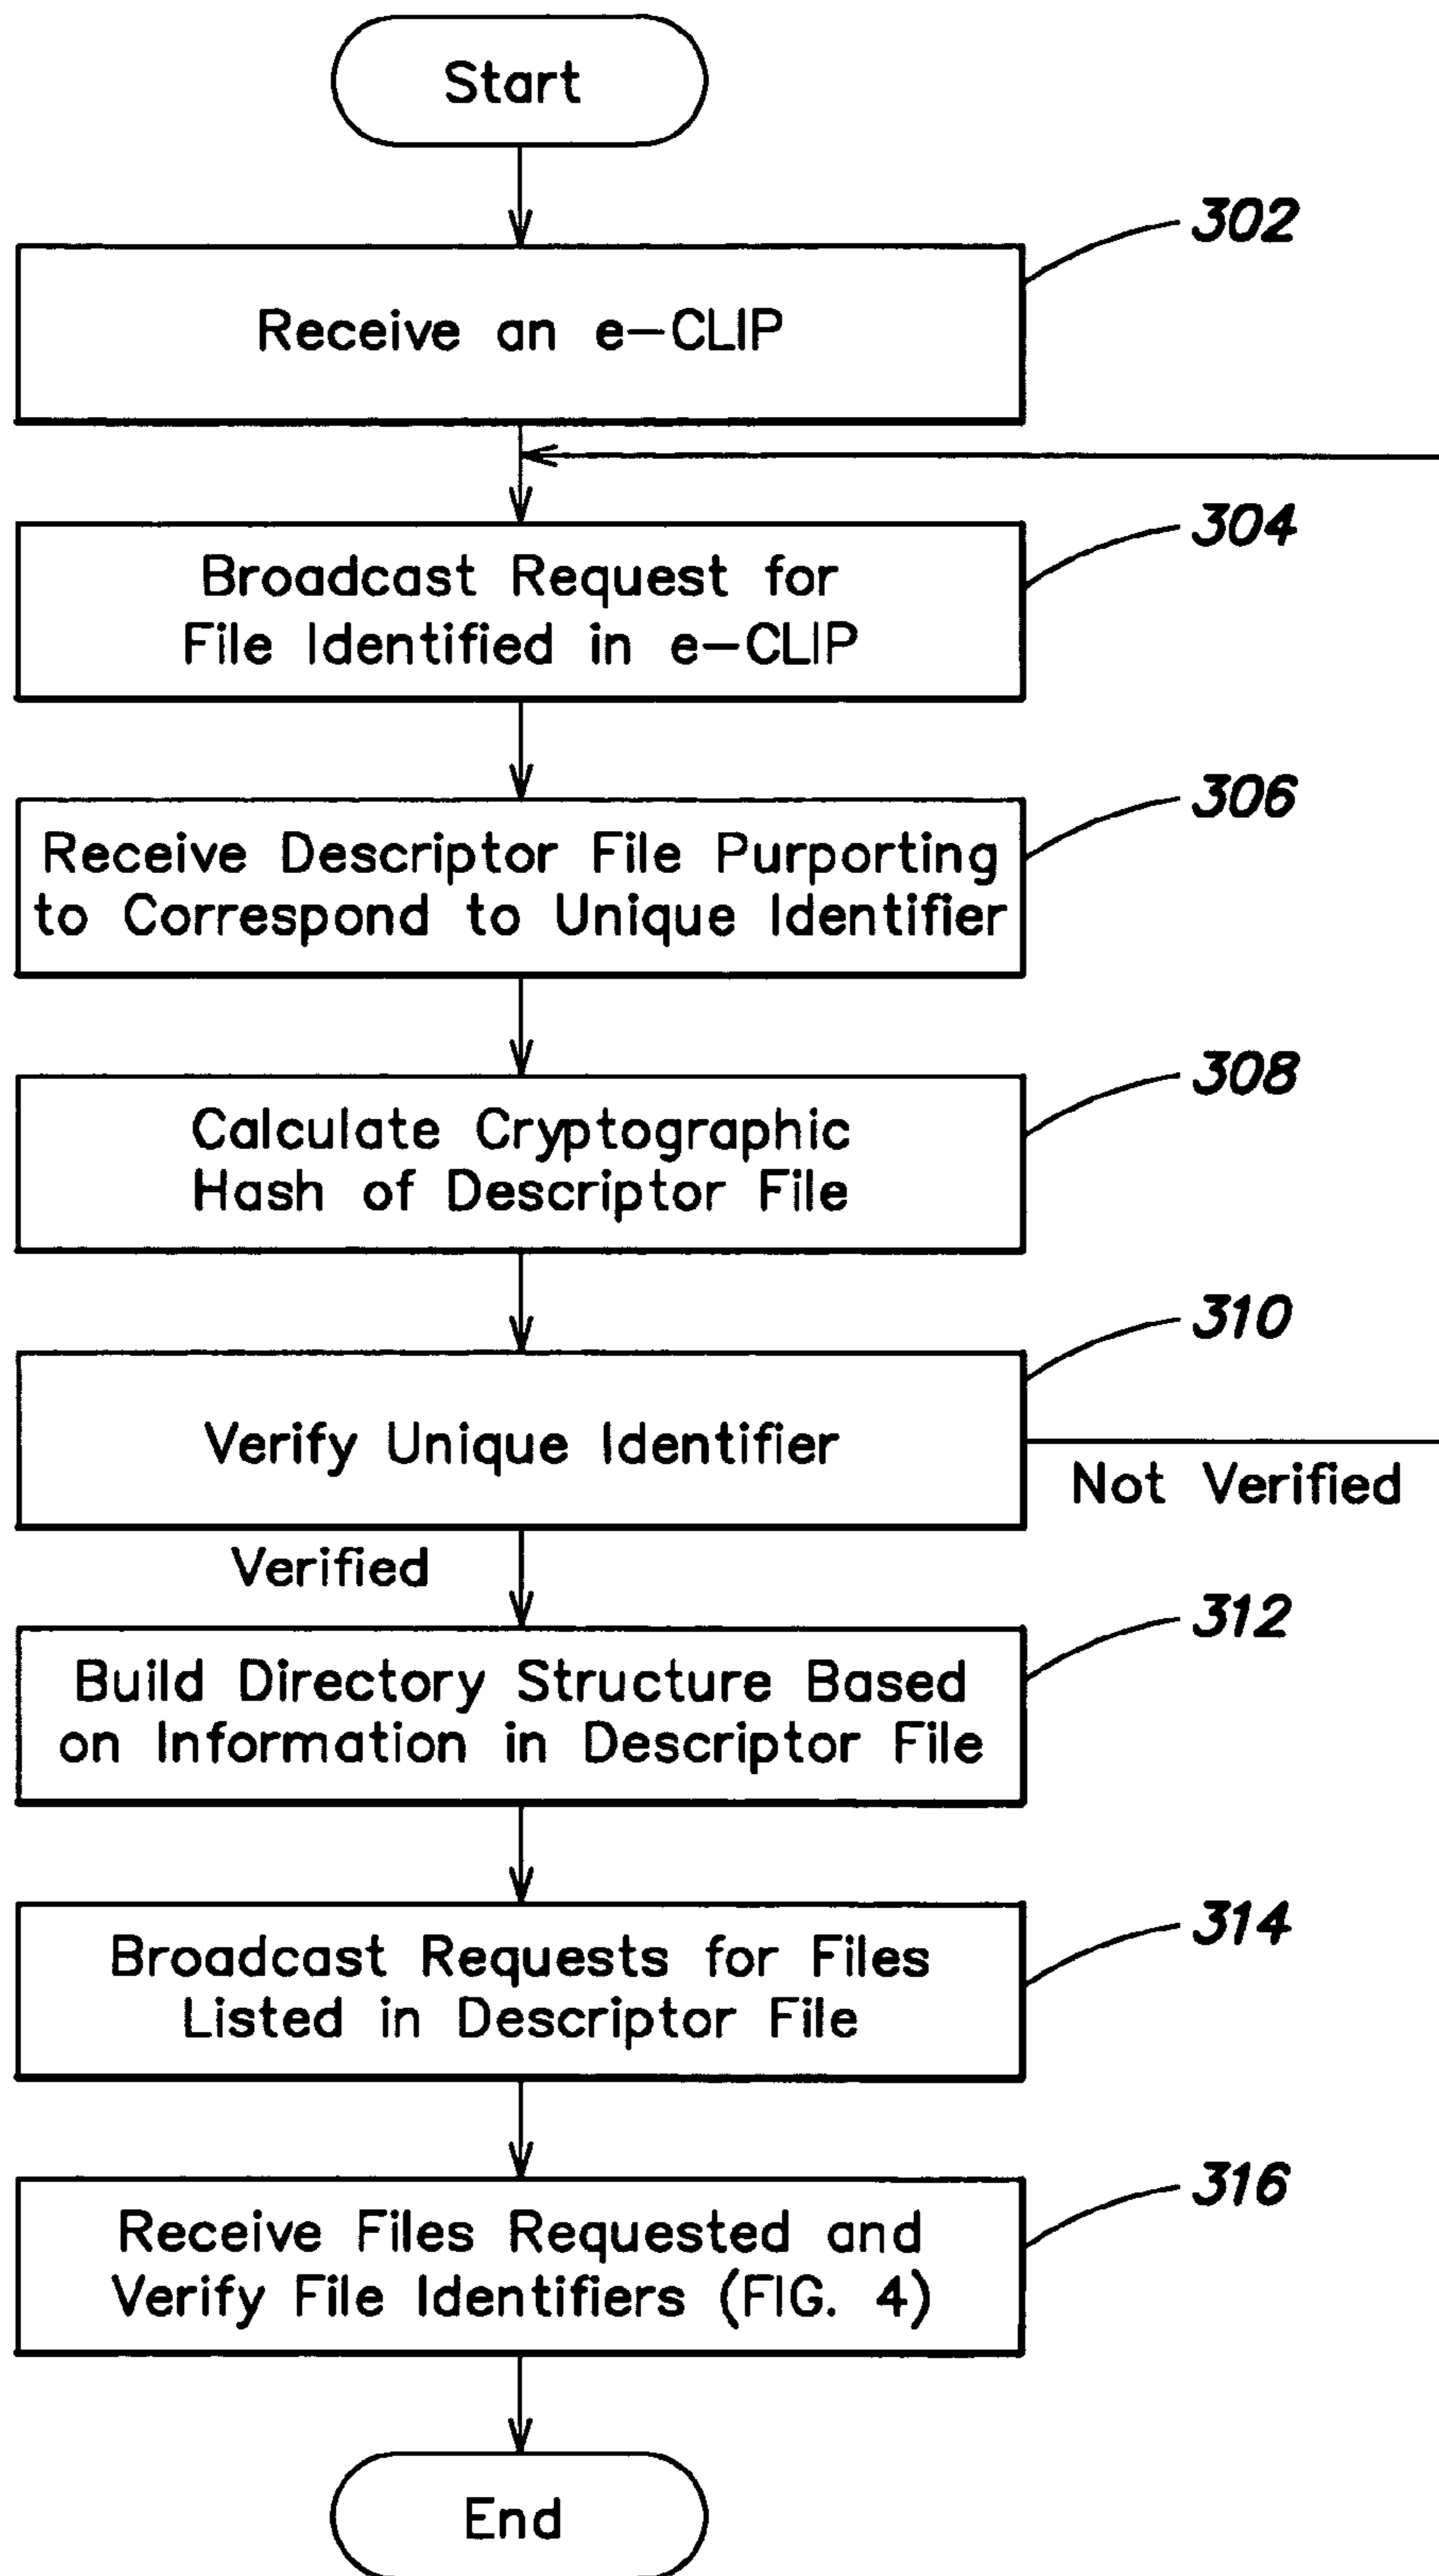 Start
302
Receive an e-CLIP
304
Broadcast Request for
File Identified in e-CLIP
306
Receive Descriptor File Purporting
to Correspond to Unique Identifier
308
Calculate Cryptographic
Hash of Descriptor File
310
Verify Unique Identifier
Not Verified
Verified
312
Build Directory Structure Based
on Information in Descriptor File
314
Broadcast Requests for Files
Listed in Descriptor File
316
Receive Files Requested and
Verify File Identifiers (FIG. 4)
End